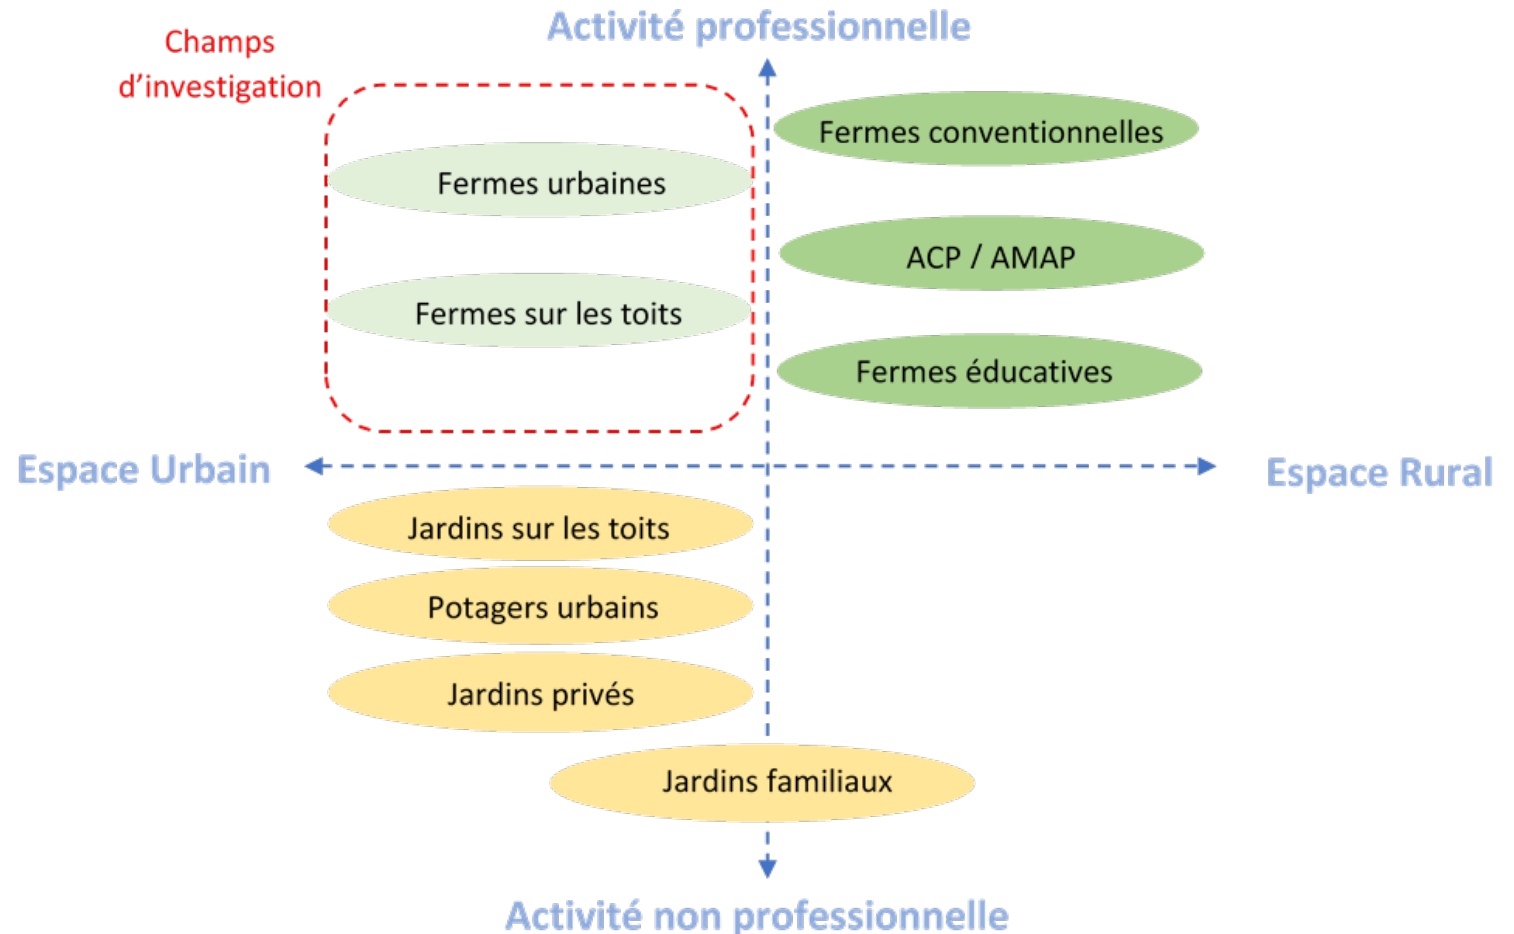 Activité professionnelle
Champs
d’investigation
Fermes conventionnelles
Fermes urbaines
ACP / AMAP
Fermes sur les toits
Fermes éducatives
Espace Urbain
Espace Rural
Jardins sur les toits
Potagers urbains
Jardins privés
Jardins familiaux
Activité non professionnelle